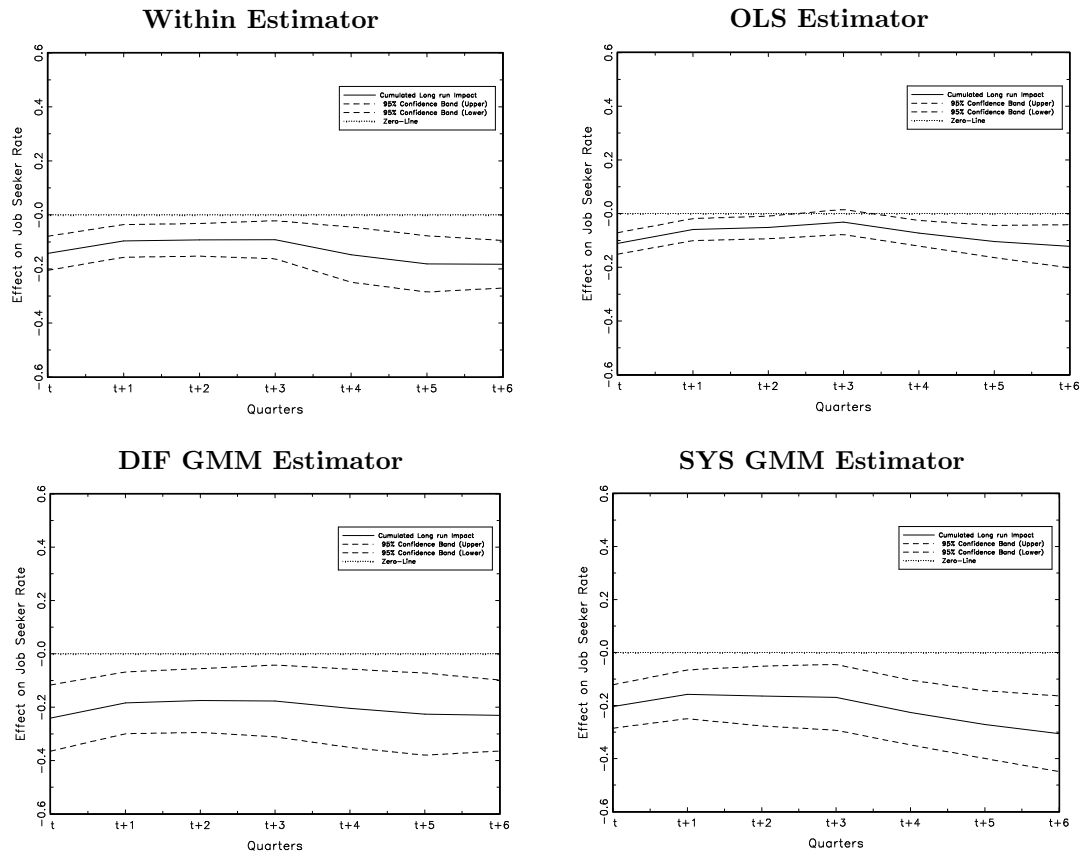 Within Estimator
0.6
0.4
0.2
−0.0
−0.2
−0.4
−0.6
Effect on Job Seeker Rate
Cumulated Long run Impact
95% Confidence Band (Upper)
95% Confidence Band (Lower)
Zero−Line
t t+1 t+2 t+3 t+4 t+5 t+6
Quarters
OLS Estimator
0.6
0.4
0.2
−0.0
−0.2
−0.4
−0.6
Effect on Job Seeker Rate
Cumulated Long run Impact
95% Confidence Band (Upper)
95% Confidence Band (Lower)
Zero−Line
t t+1 t+2 t+3 t+4 t+5 t+6
Quarters
DIF GMM Estimator
0.6
0.4
0.2
−0.0
−0.2
−0.4
−0.6
Effect on Job Seeker Rate
Cumulated Long run Impact
95% Confidence Band (Upper)
95% Confidence Band (Lower)
Zero−Line
t t+1 t+2 t+3 t+4 t+5 t+6
Quarters
SYS GMM Estimator
0.6
0.4
0.2
−0.0
−0.2
−0.4
−0.6
Effect on Job Seeker Rate
Cumulated Long run Impact
95% Confidence Band (Upper)
95% Confidence Band (Lower)
Zero−Line
t t+1 t+2 t+3 t+4 t+5 t+6
Quarters